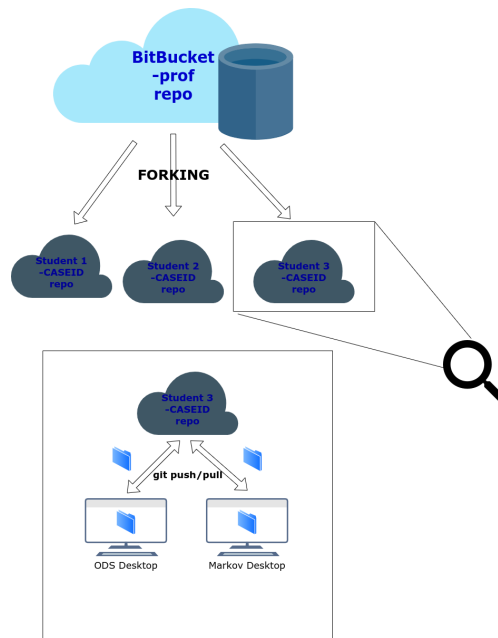 BitBucket
-prof
repo
FORKING
Student 1
-CASEID
repo
Student 2
-CASEID
repo
Student 3
-CASEID
repo
Student 3
-CASEID
repo
git push/pull
ODS Desktop
Markov Desktop